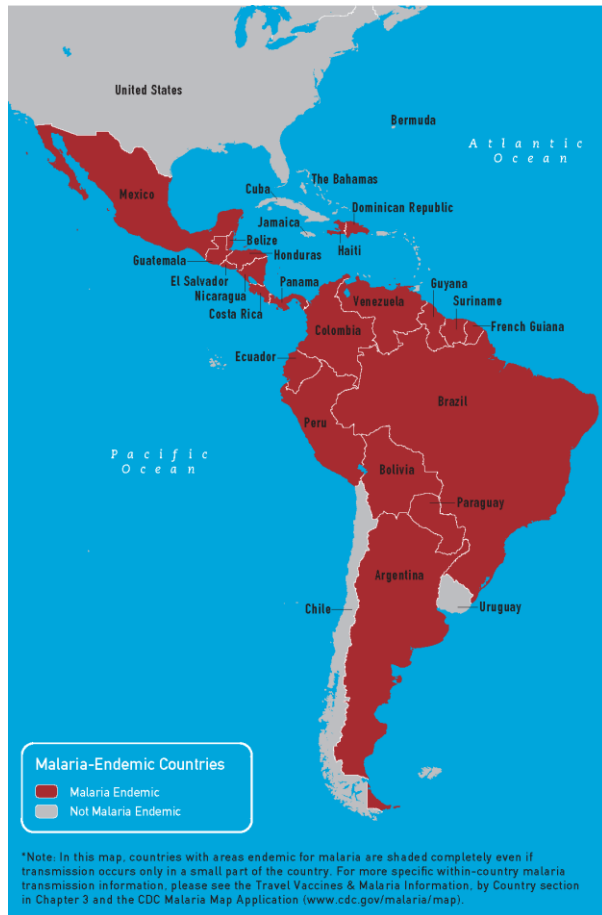 United States
Bermuda
Atlantic
Ocean
The Bahamas
Cuba
Mexico
Dominican Republic
Jamaica
Belize
Haiti
Honduras
Guatemala
El Salvador
Panama
Nicaragua
Costa Rica
Venezuela
Guyana
Suriname
French Guiana
Colombia
Ecuador
Brazil
Peru
Pacific
Ocean
Bolivia
Paraguay
Argentina
Chile
Uruguay
Malaria-Endemic Countries
Malaria Endemic
Not Malaria Endemic
*Note: In this map, countries with areas endemic for malaria are shaded completely even if
transmission occurs only in a small part of the country. For more specific within-country malaria
transmission information, please see the Travel Vaccines & Malaria Information, by Country section
in Chapter 3 and the CDC Malaria Map Application (www.cdc.gov/malaria/map).